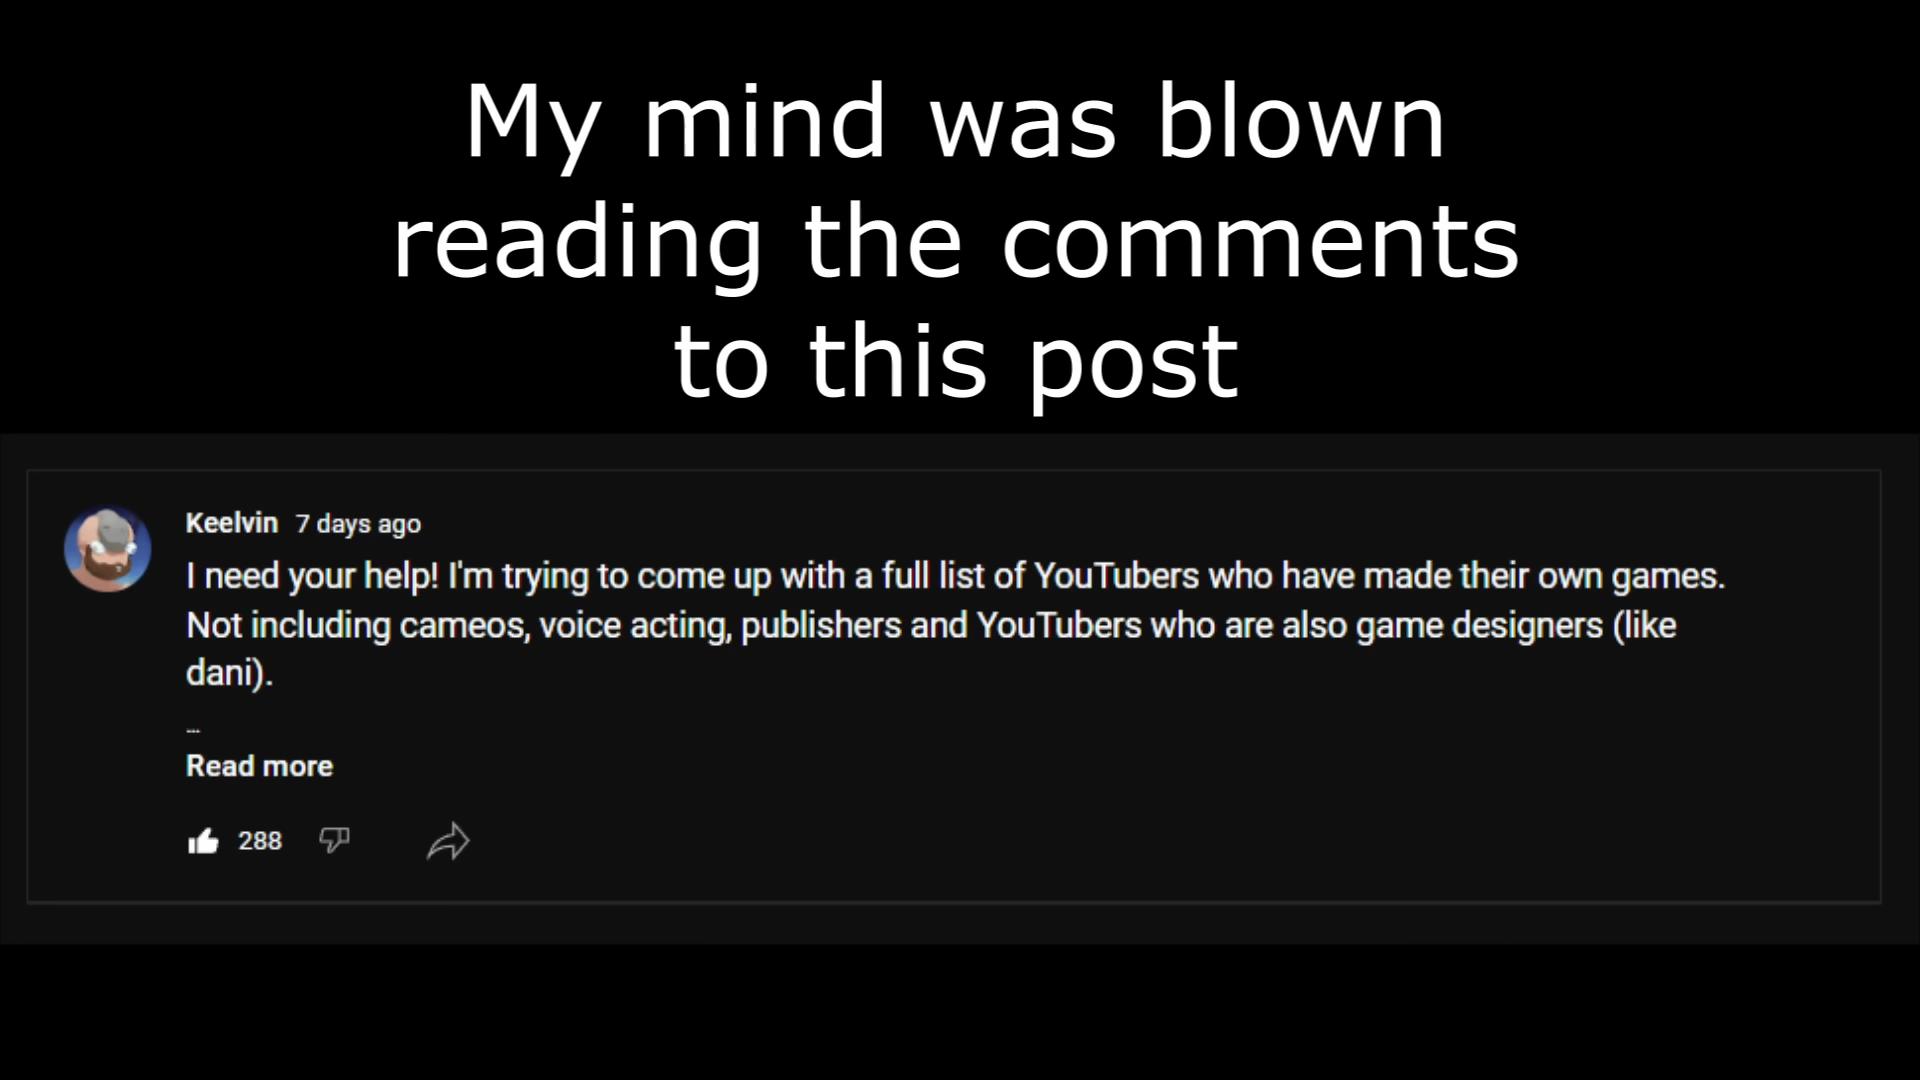 My mind was blown
reading the comments
to this post
Keelvin 7 days ago
I need your help! I'm trying to come up with a full list of YouTubers who have made their own games.
Not including cameos, voice acting, publishers and YouTubers who are also game designers (like
dani).
...
Read more
288